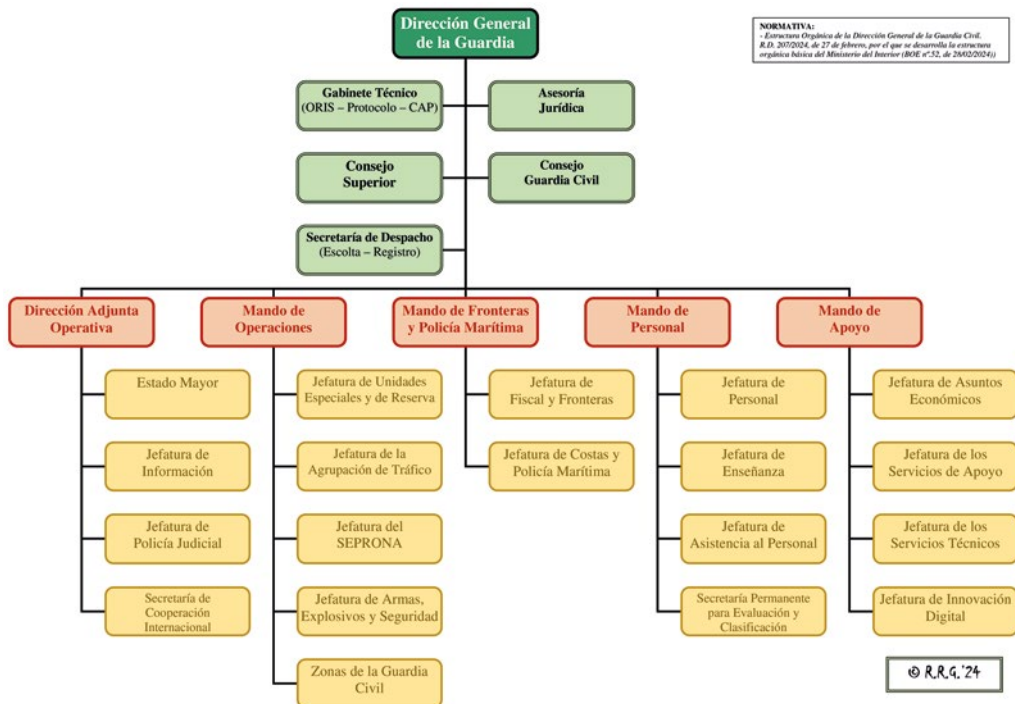 Dirección General
de la Guardia
NORMATIVA:
- Estructura Orgánica de la Dirección General de la Guardia Civil.
R.D. 207/2024, de 27 de febrero, por el que se desarrolla la estructura
orgánica básica del Ministerio del Interior (BOE nº.52, de 28/02/2024))
Gabinete Técnico
(ORIS – Protocolo – CAP)
Asesoría
Jurídica
Consejo
Superior
Consejo
Guardia Civil
Secretaría de Despacho
(Escolta – Registro)
Dirección Adjunta
Operativa
Mando de
Operaciones
Mando de Fronteras
y Policía Marítima
Mando de
Personal
Mando de
Apoyo
Estado Mayor
Jefatura de
Información
Jefatura de
Policía Judicial
Secretaría de
Cooperación
Internacional
Jefatura de Unidades
Especiales y de Reserva
Jefatura de la
Agrupación de Tráfico
Jefatura del
SEPRONA
Jefatura de Armas,
Explosivos y Seguridad
Zonas de la Guardia
Civil
Jefatura de
Fiscal y Fronteras
Jefatura de Costas y
Policía Marítima
Jefatura de
Personal
Jefatura de
Enseñanza
Jefatura de
Asistencia al Personal
Secretaría Permanente
para Evaluación y
Clasificación
Jefatura de Asuntos
Económicos
Jefatura de los
Servicios de Apoyo
Jefatura de los
Servicios Técnicos
Jefatura de Innovación
Digital
© R.R.G.'24